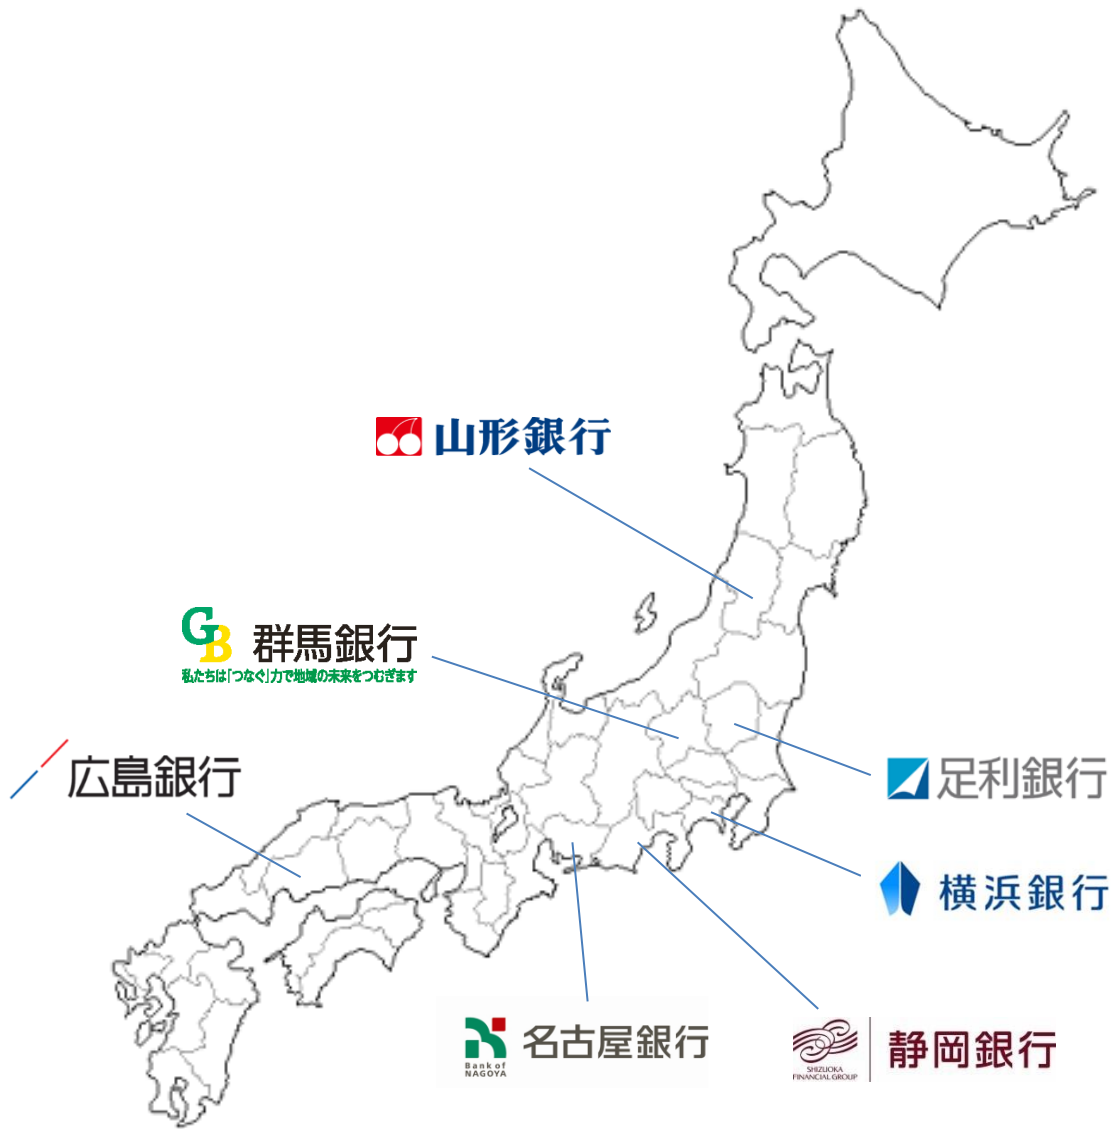 山形銀行
GB 群馬銀行
私たちは「つなぐ」力で地域の未来をつむぎます
広島銀行
足利銀行
横浜銀行
名古屋銀行
Bank of
NAGOYA
静岡銀行
SHIZUOKA
FINANCIAL GROUP